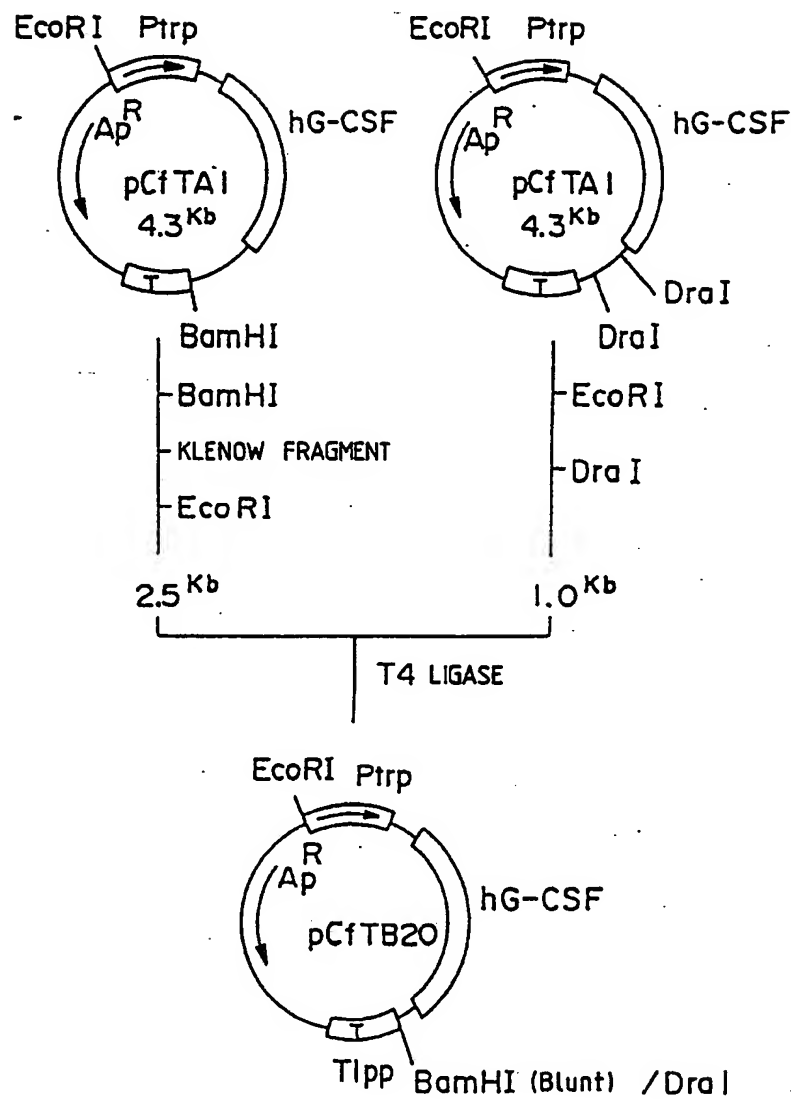 EcoRI Ptrp
hG-CSF
Ap^R
pCfTA1
4.3 Kb
T
BamHI
BamHI
KLENOW FRAGMENT
EcoRI
2.5 Kb
EcoRI Ptrp
hG-CSF
Ap^R
pCfTA1
4.3 Kb
T
DraI
DraI
EcoRI
DraI
1.0 Kb
T4 LIGASE
EcoRI Ptrp
Ap^R
hG-CSF
pCfTB20
T
Tlpp BamHI (Blunt) /DraI